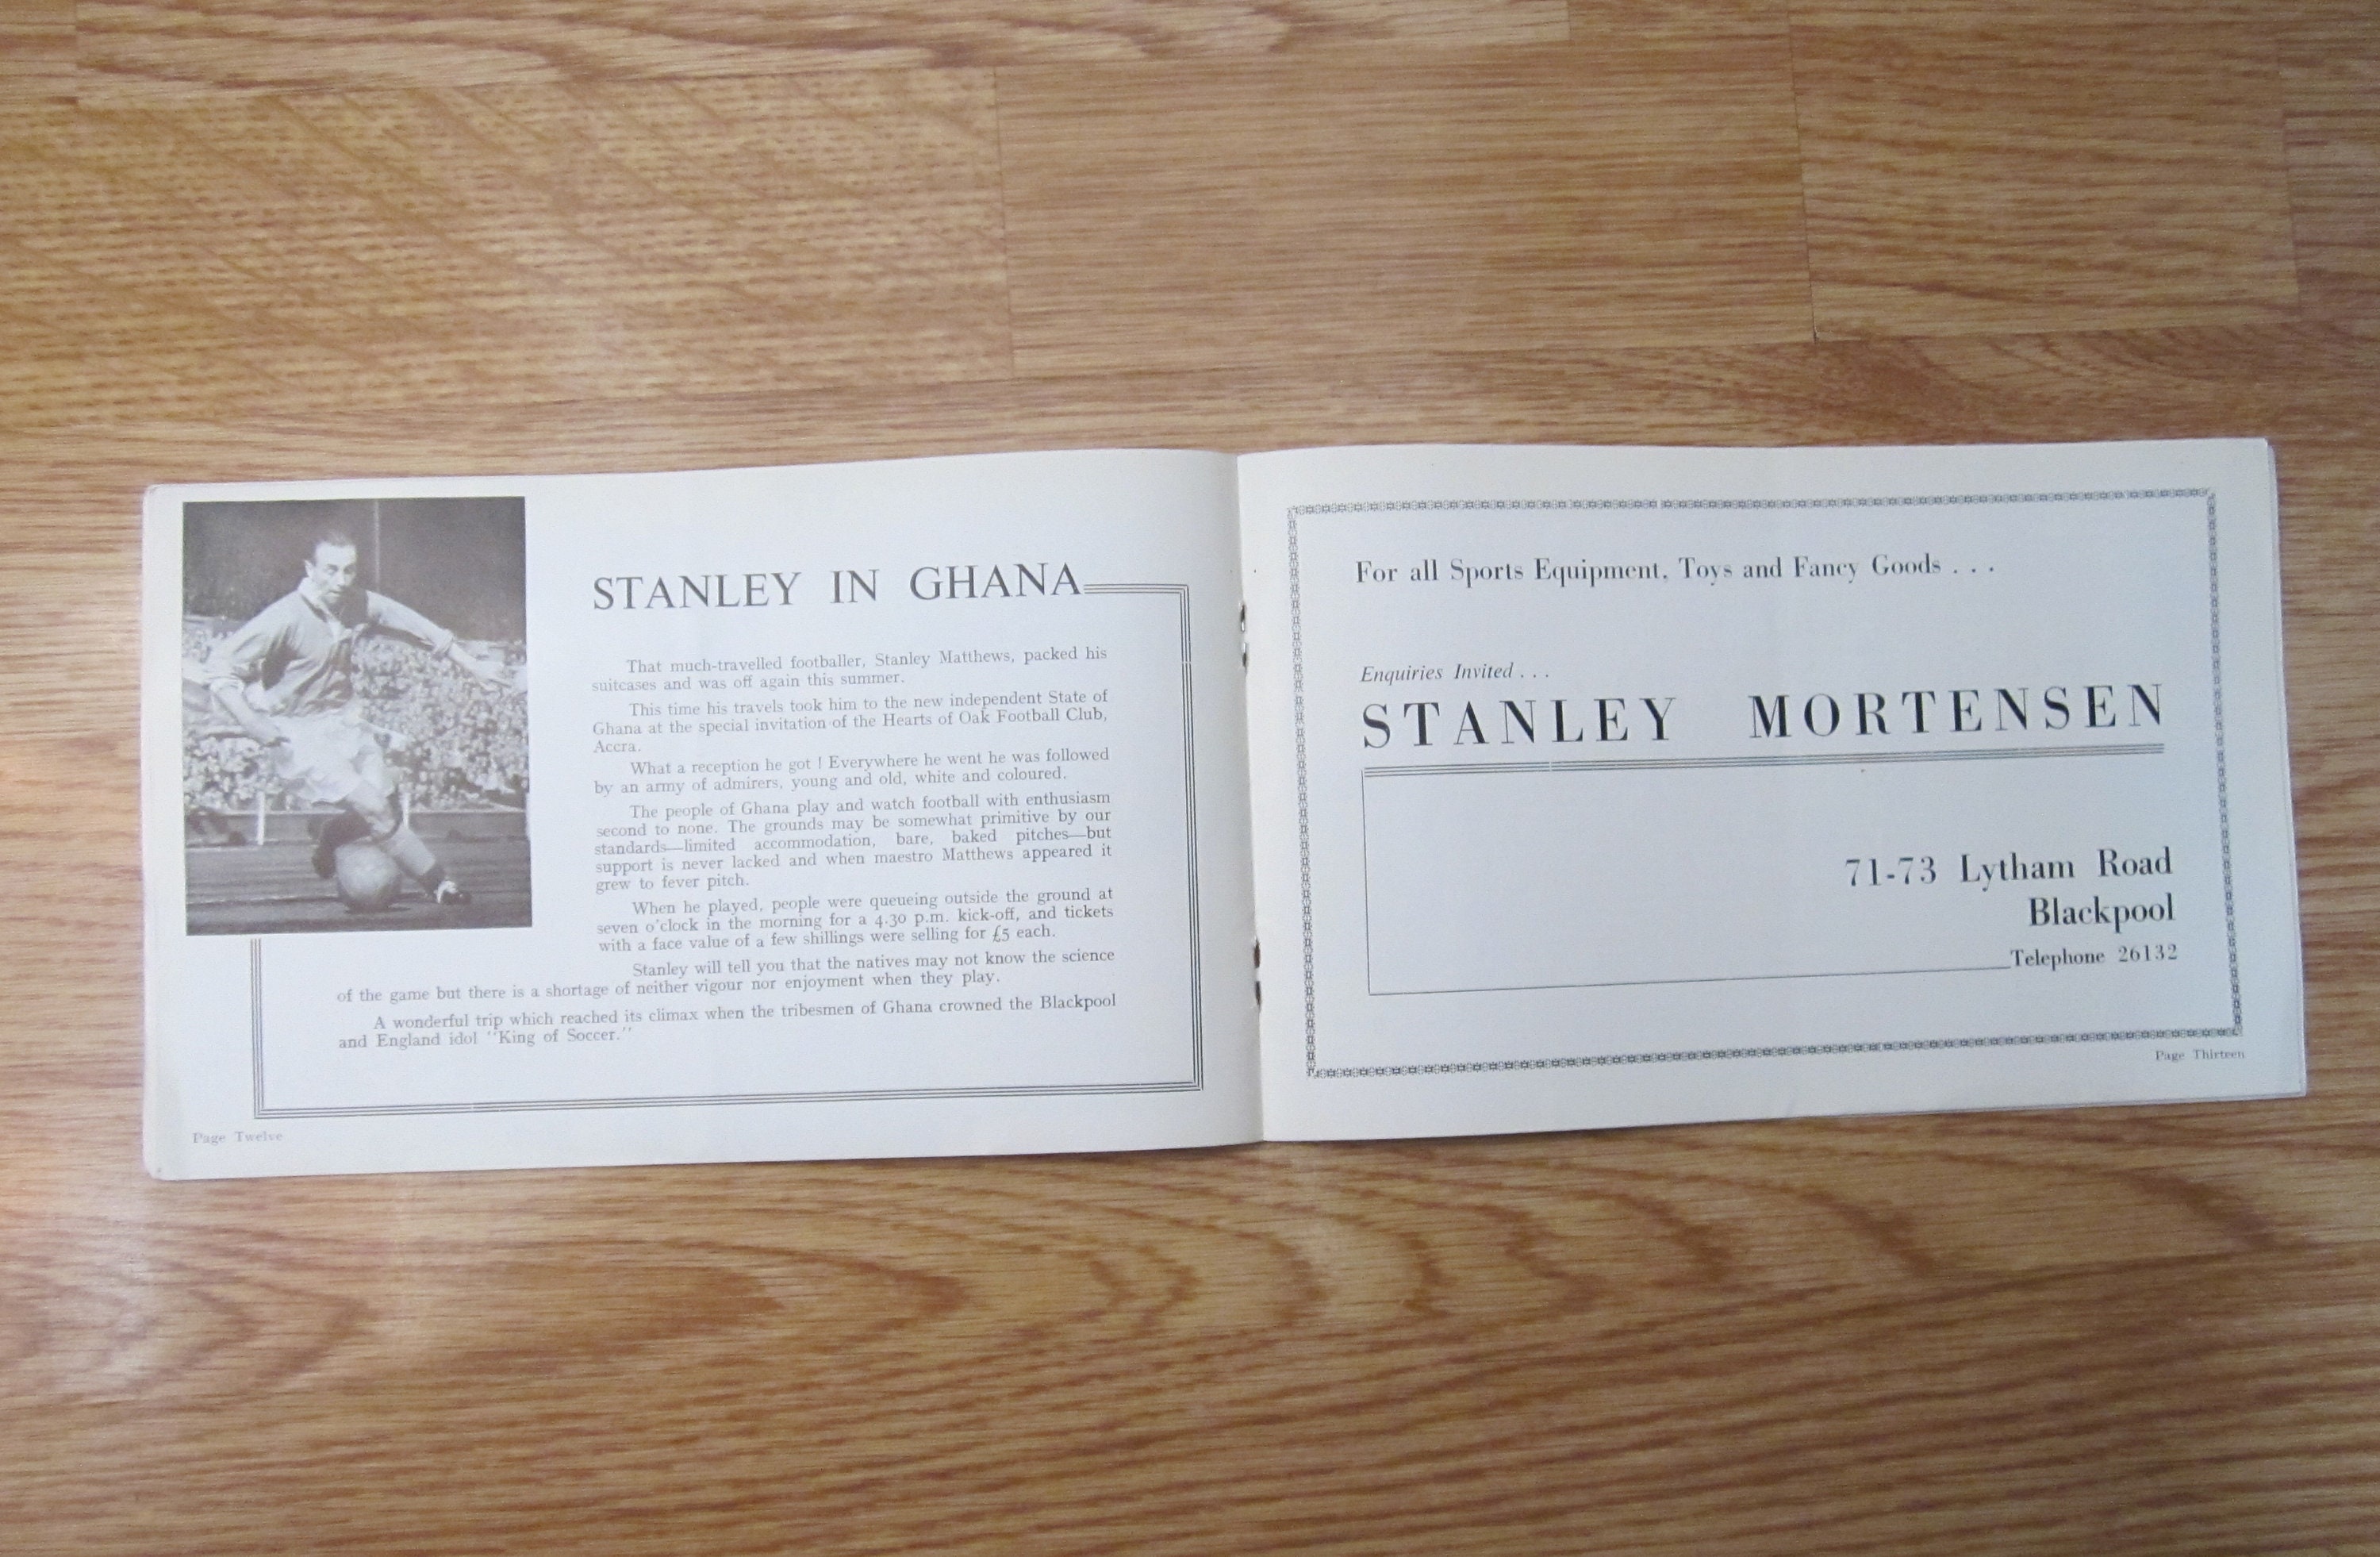 STANLEY IN GHANA
That much-travelled footballer, Stanley Matthews, packed his
suitcases and was off again this summer.
This time his travels took him to the new independent State of
Ghana at the special invitation of the Hearts of Oak Football Club,
Accra.
What a reception he got ! Everywhere he went he was followed
by an army of admirers, young and old, white and coloured.
The people of Ghana play and watch football with enthusiasm
second to none. The grounds may be somewhat primitive by our
standards—limited accommodation, bare, baked pitches—but
support is never lacked and when maestro Matthews appeared it
grew to fever pitch.
When he played, people were queueing outside the ground at
seven o'clock in the morning for a 4.30 p.m. kick-off, and tickets
with a face value of a few shillings were selling for £5 each.
Stanley will tell you that the natives may not know the science
of the game but there is a shortage of neither vigour nor enjoyment when they play.
A wonderful trip which reached its climax when the tribesmen of Ghana crowned the Blackpool
and England idol "King of Soccer."
Page Twelve
For all Sports Equipment, Toys and Fancy Goods . . .
Enquiries Invited . . .
STANLEY MORTENSEN
71-73 Lytham Road
Blackpool
Telephone 26132
Page Thirteen